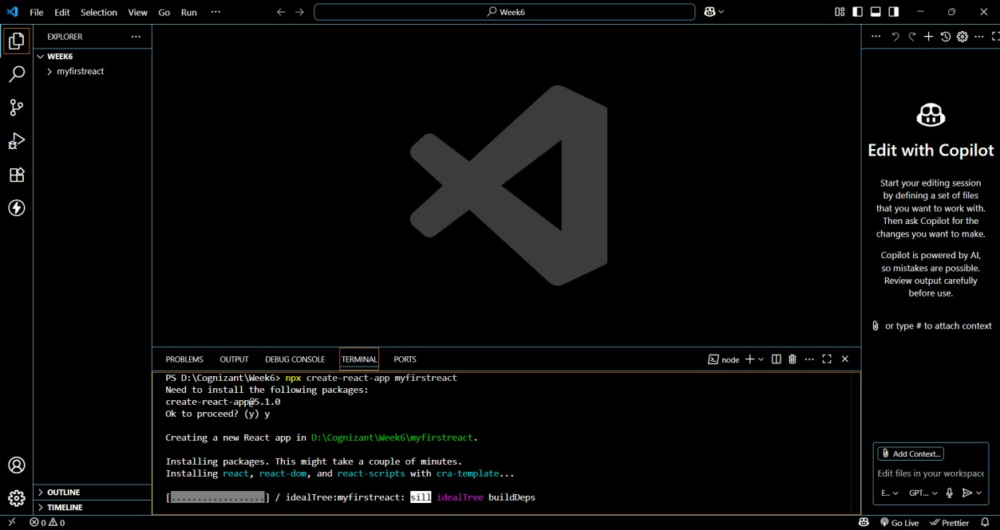 File Edit Selection View Go Run ···
Week6
EXPLORER
WEEK6
myfirstreact
OUTLINE
TIMELINE
Edit with Copilot
Start your editing session
by defining a set of files
that you want to work with.
Then ask Copilot for the
changes you want to make.
Copilot is powered by AI,
so mistakes are possible.
Review output carefully
before use.
or type # to attach context
PROBLEMS OUTPUT DEBUG CONSOLE TERMINAL PORTS
node
PS D:\Cognizant\Week6> npx create-react-app myfirstreact
Need to install the following packages:
create-react-app@5.1.0
Ok to proceed? (y) y
Creating a new React app in D:\Cognizant\Week6\myfirstreact.
Installing packages. This might take a couple of minutes.
Installing react, react-dom, and react-scripts with cra-template...
[..................] / idealTree:myfirstreact: sill idealTree buildDeps
Add Context...
Edit files in your workspace
E... GPT...
0 0
Go Live Prettier